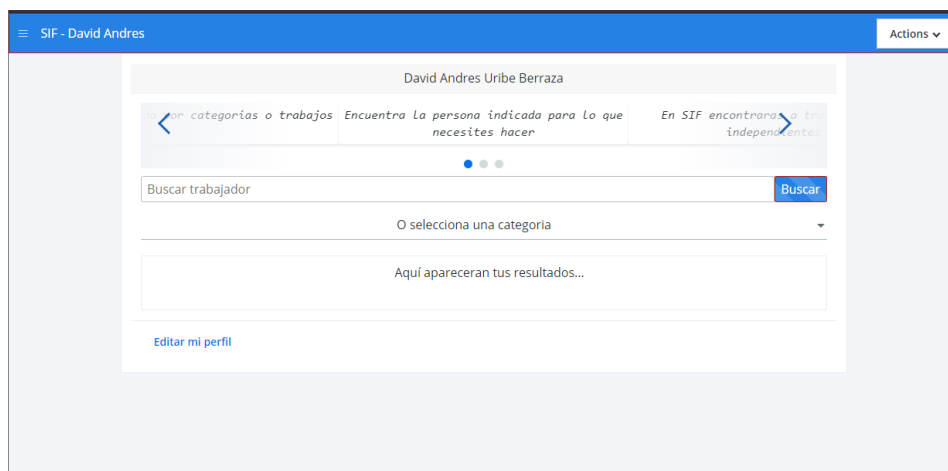 SIF - David Andres
Actions
David Andres Uribe Berraza
por categorias o trabajos
Encuentra la persona indicada para lo que
necesites hacer
En SIF encontraras a
independientes
Buscar trabajador
Buscar
O selecciona una categoria
Aquí apareceran tus resultados...
Editar mi perfil